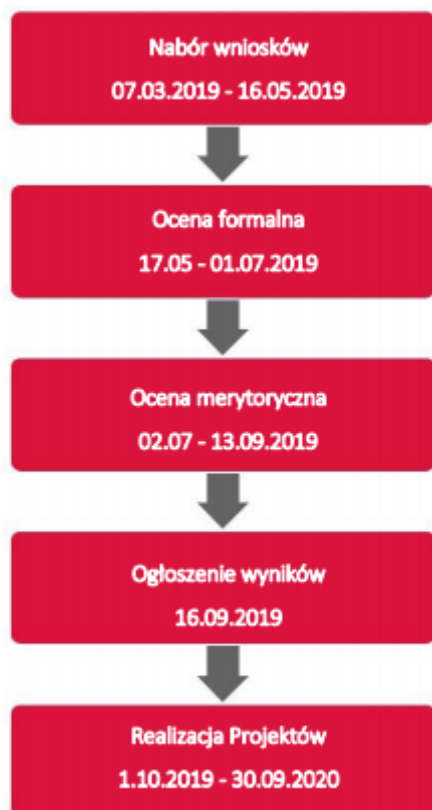 Nabór wniosków
07.03.2019 - 16.05.2019
Ocena formalna
17.05 - 01.07.2019
Ocena merytoryczna
02.07 - 13.09.2019
Ogłoszenie wyników
16.09.2019
Realizacja Projektów
1.10.2019 - 30.09.2020